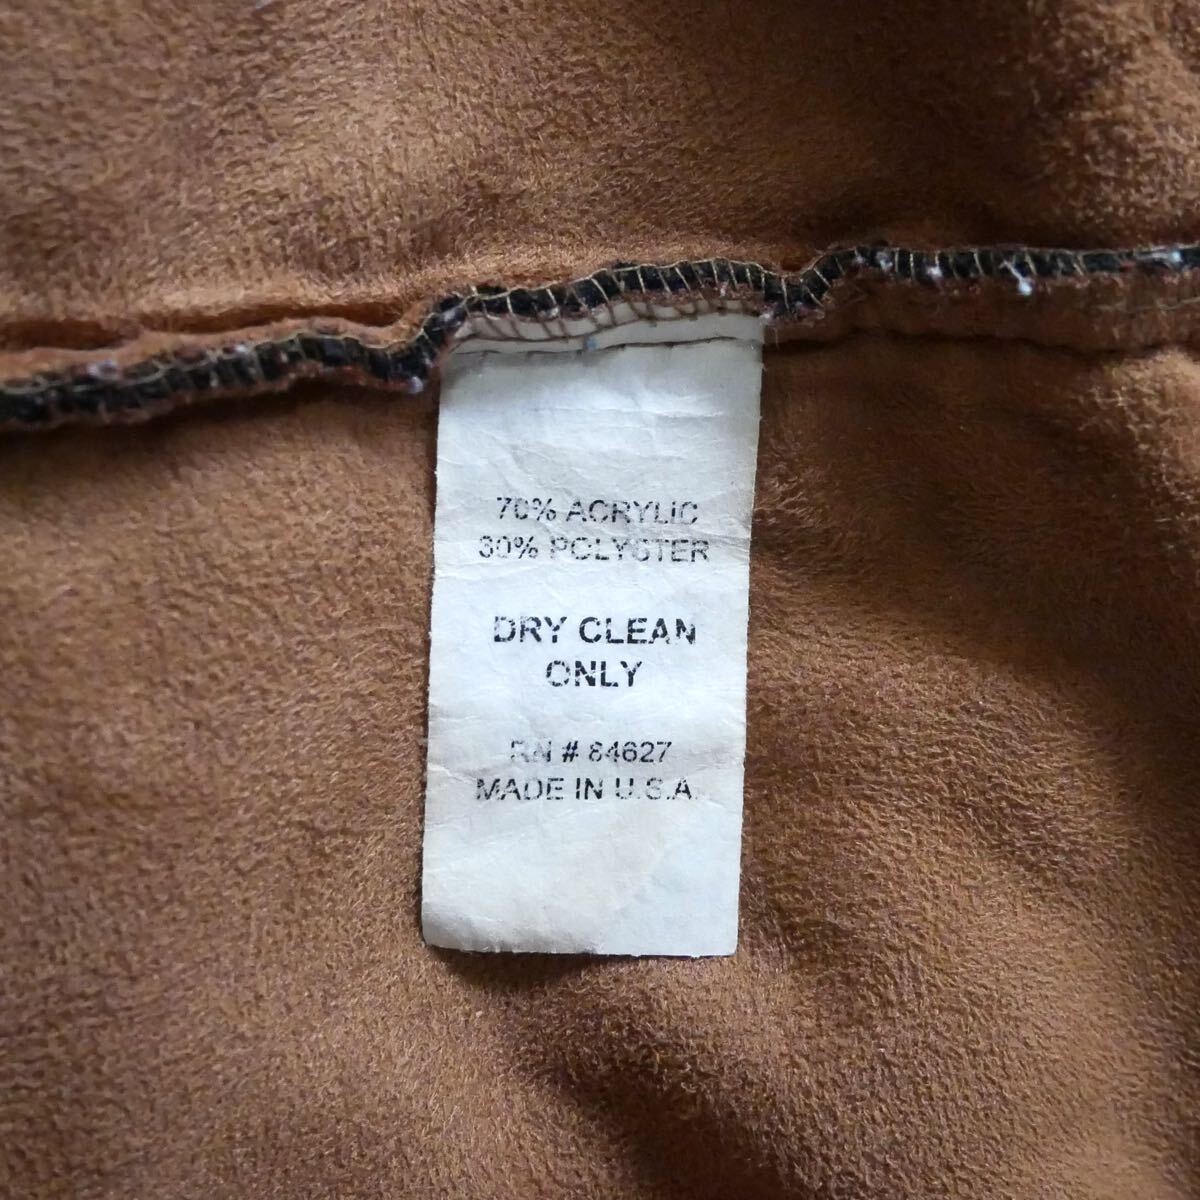 70% ACRYLIC
30% POLYSTER
DRY CLEAN
ONLY
RN # 84627
MADE IN U.S.A.